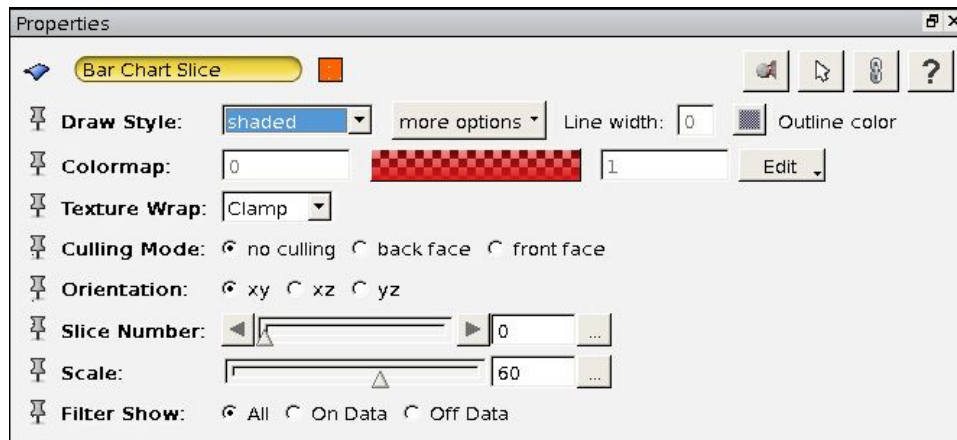 Properties
Bar Chart Slice ?
Draw Style: shaded more options Line width: 0 Outline color
Colormap: 0 1 Edit
Texture Wrap: Clamp
Culling Mode: no culling back face front face
Orientation: xy xz yz
Slice Number: 0 ...
Scale: 60 ...
Filter Show: All On Data Off Data